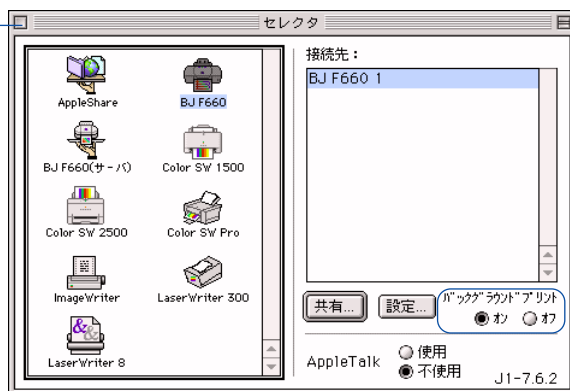 セレクタ
AppleShare
BJ F660
BJ F660(サーバ)
Color SW 1500
Color SW 2500
Color SW Pro
ImageWriter
LaserWriter 300
LaserWriter 8
接続先：
BJ F660 1
共有...
設定...
バックグラウンドプリント
オン オフ
AppleTalk
使用
不使用
J1-7.6.2